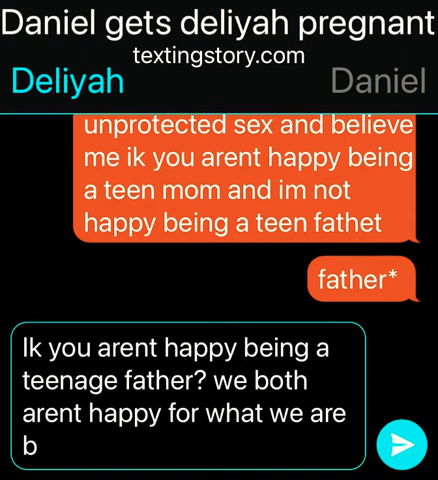 Daniel gets deliyah pregnant
textingstory.com
Deliyah Daniel
unprotected sex and believe
me ik you arent happy being
a teen mom and im not
happy being a teen fathet
father*
Ik you arent happy being a
teenage father? we both
arent happy for what we are
b